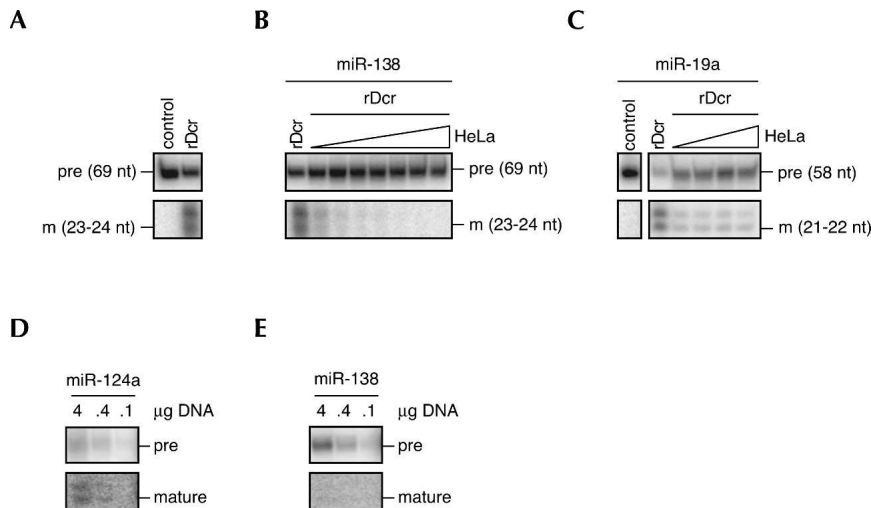 A
control
rDcr
pre (69 nt)
m (23-24 nt)
B
miR-138
rDcr
rDcr
HeLa
pre (69 nt)
m (23-24 nt)
C
miR-19a
control
rDcr
rDcr
HeLa
pre (58 nt)
m (21-22 nt)
D
miR-124a
4 .4 .1 μg DNA
pre
mature
E
miR-138
4 .4 .1 μg DNA
pre
mature